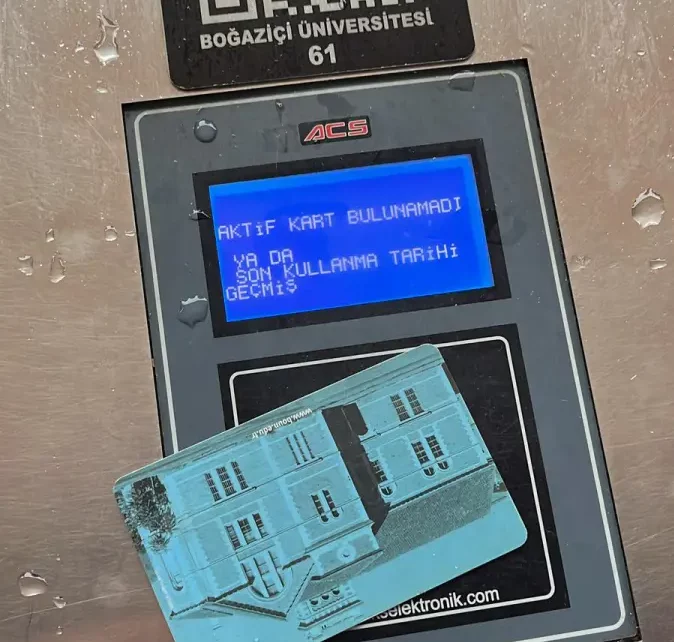 BOĞAZİÇİ ÜNİVERSİTESİ
61
ACS
AKTİF KART BULUNAMADI
YA DA
SON KULLANMA TARİHİ
GEÇMİŞ
www.boun.edu.tr
elektronik.com